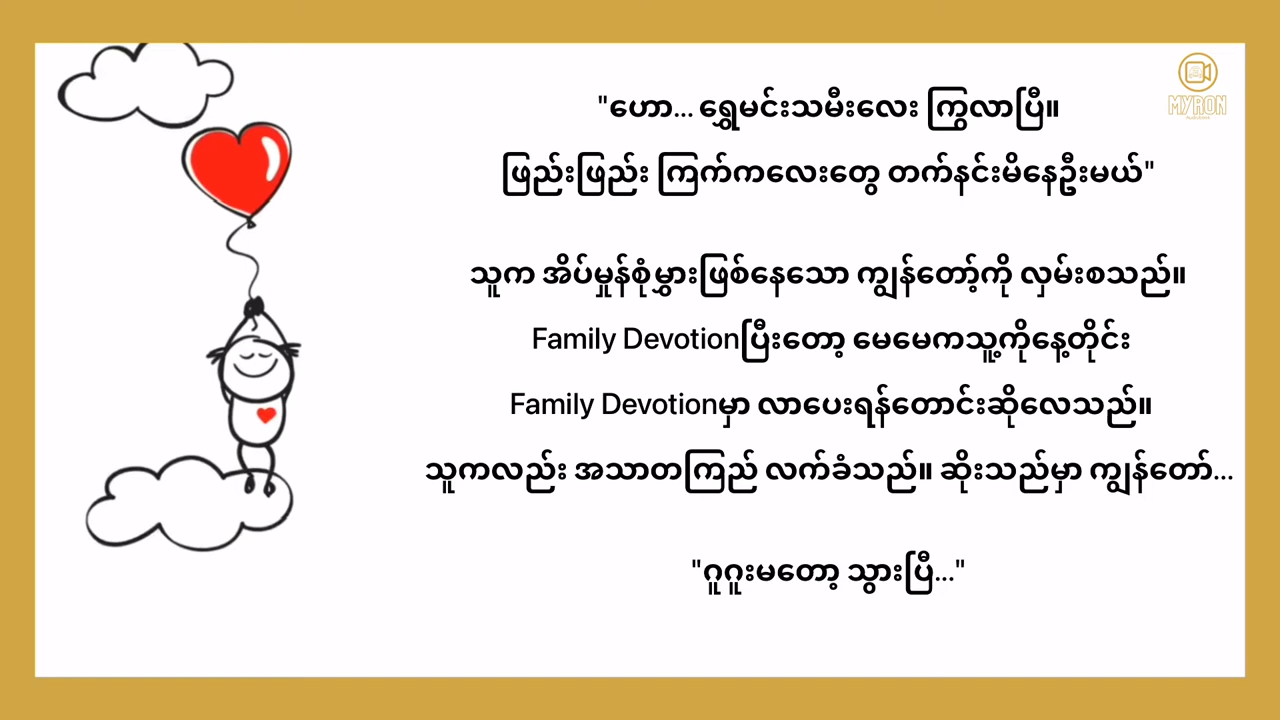 "ဟော... ရွှေမင်းသမီးလေး ကြွလာပြီ။
ဖြည်းဖြည်း ကြက်ကလေးတွေ တက်နင်းမိနေဦးမယ်"
သူက အိပ်မှုန်စုံမွှားဖြစ်နေသော ကျွန်တော့်ကို လှမ်းစသည်။
Family Devotionပြီးတော့ မေမေကသူ့ကိုနေ့တိုင်း
Family Devotionမှာ လာပေးရန်တောင်းဆိုလေသည်။
သူကလည်း အသာတကြည် လက်ခံသည်။ ဆိုးသည်မှာ ကျွန်တော်...
"ဂူဂူးမတော့ သွားပြီ..."
MYRON